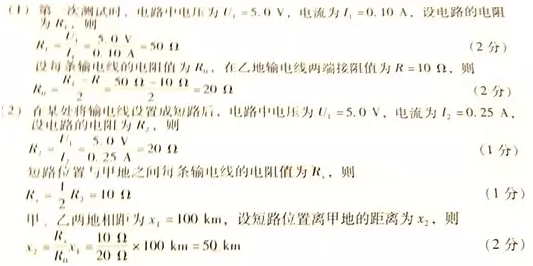 (1) 第一次测试时，电路中电压为 U₁=5.0 V，电流为 I₁=0.10 A，设电路的电阻
为 R₁，则
R₁=U₁/I₁=5.0 V/0.10 A=50 Ω （2分）
设每条输电线的电阻值为 R₀，在乙地输电线两端接阻值为 R=10 Ω，则
R₀=(R₁-R)/2=(50 Ω-10 Ω)/2=20 Ω （2分）
2) 在某处将输电线设置成短路后，电路中电压为 U₁=5.0 V，电流为 I₂=0.25 A，
设电路的电阻为 R₂，则
R₂=U₁/I₂=5.0 V/0.25 A=20 Ω （1分）
短路位置与甲地之间每条输电线的电阻值为 Rₓ，则
Rₓ=1/2 R₂=10 Ω （1分）
甲、乙两地相距为 x₁=100 km，设短路位置离甲地的距离为 x₂，则
x₂=Rₓ/R₀ x₁=10 Ω/20 Ω×100 km=50 km （2分）